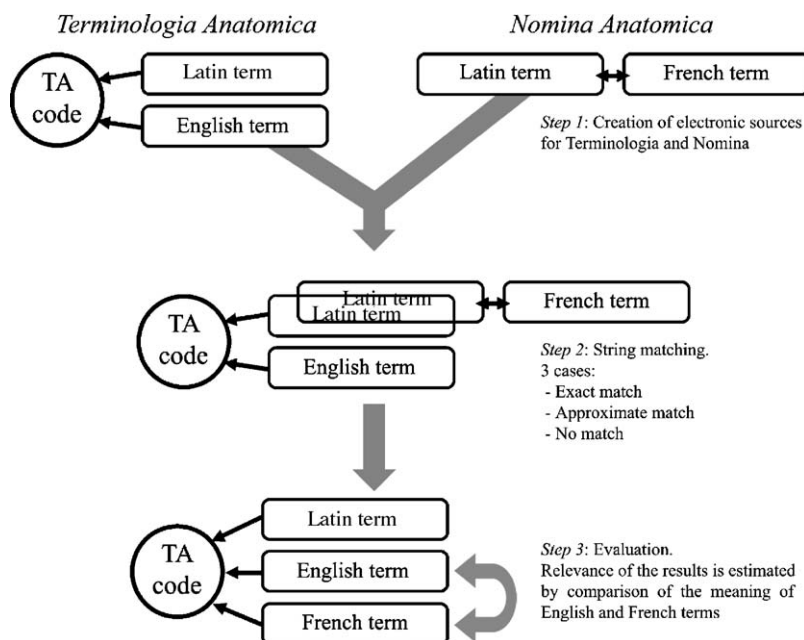 Terminologia Anatomica
Nomina Anatomica
TA
code
Latin term
English term
Latin term
French term
Step 1: Creation of electronic sources
for Terminologia and Nomina
TA
code
Latin term
Latin term
English term
French term
Step 2: String matching.
3 cases:
- Exact match
- Approximate match
- No match
TA
code
Latin term
English term
French term
Step 3: Evaluation.
Relevance of the results is estimated
by comparison of the meaning of
English and French terms